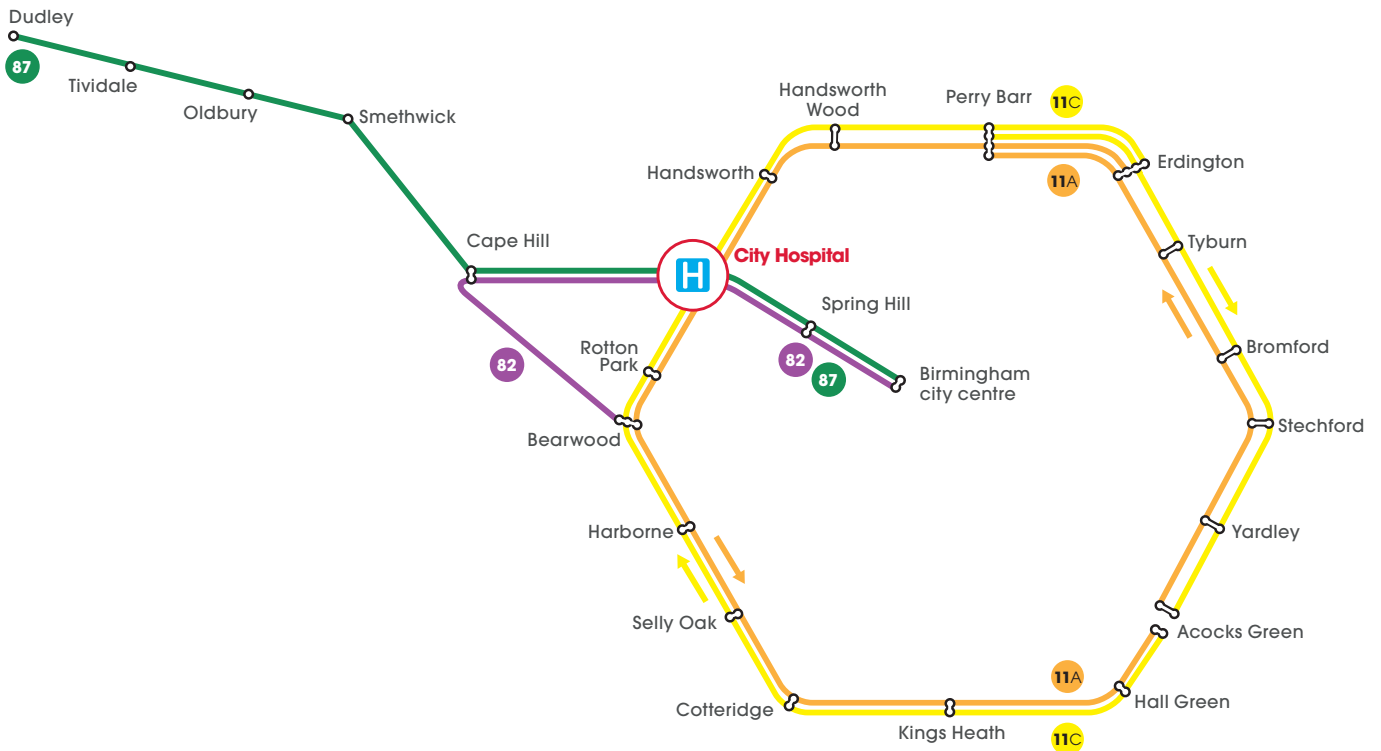 Dudley
87
Tividale
Oldbury
Smethwick
Handsworth
Wood
Perry Barr
11C
Handsworth
11A
Erdington
Cape Hill
City Hospital
H
Tyburn
Spring Hill
Rotton
Park
82
82
87
Birmingham
city centre
Bromford
Bearwood
Stechford
Harborne
Yardley
Selly Oak
Acocks Green
Cotteridge
11A
Hall Green
Kings Heath
11C